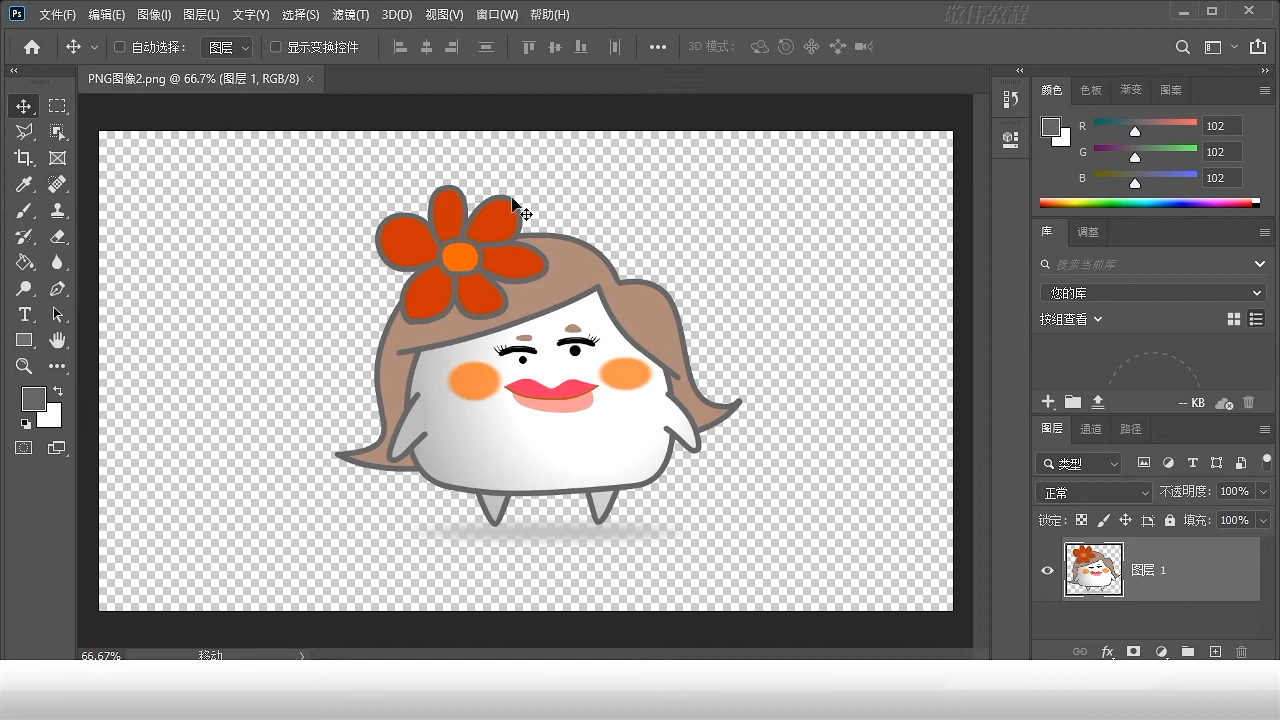 Ps 文件(F) 编辑(E) 图像(I) 图层(L) 文字(Y) 选择(S) 滤镜(T) 3D(D) 视图(V) 窗口(W) 帮助(H) 敬伟教程
自动选择: 图层 显示变换控件 3D 模式:
PNG图像2.png @ 66.7% (图层 1, RGB/8) ×
颜色 色板 渐变 图案
R 102
G 102
B 102
库 调整
搜索当前库
您的库
按组查看
-- KB
图层 通道 路径
类型
正常 不透明度: 100%
锁定: 填充: 100%
图层 1
66.67% 移动